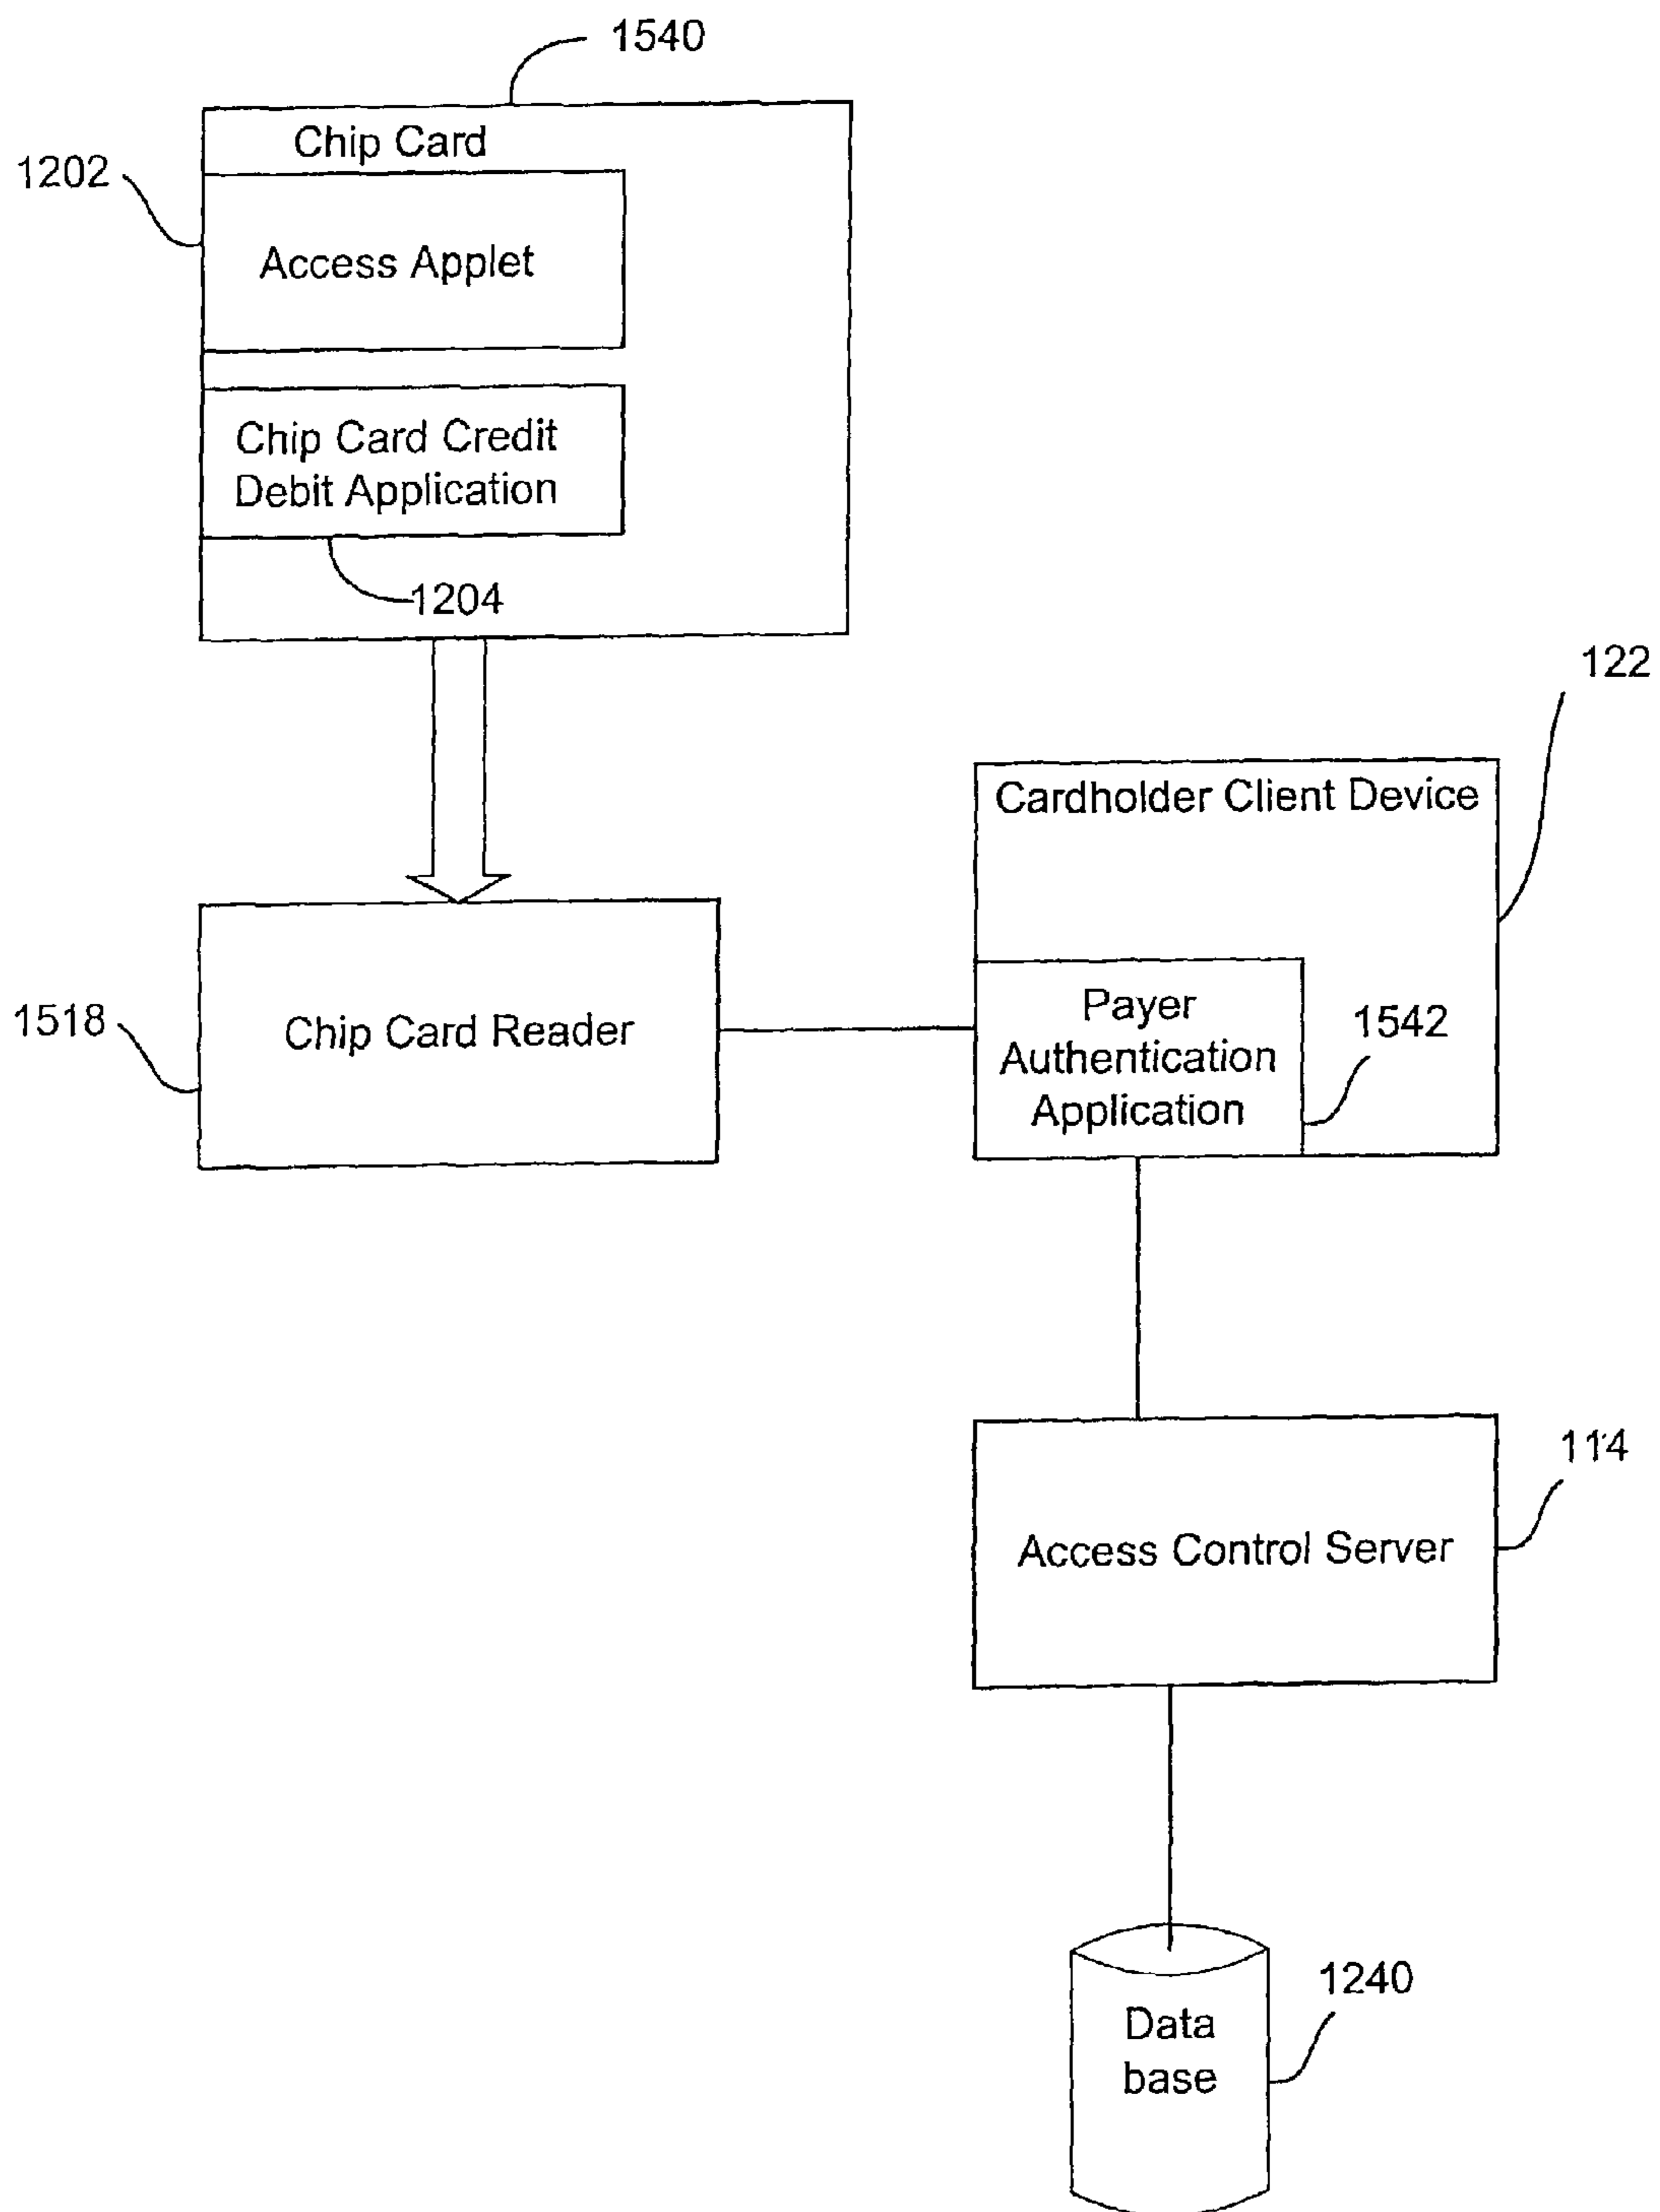 1540
Chip Card
1202
Access Applet
Chip Card Credit
Debit Application
1204
122
Cardholder Client Device
1518
Chip Card Reader
Payer
Authentication
Application
1542
114
Access Control Server
1240
Data
base